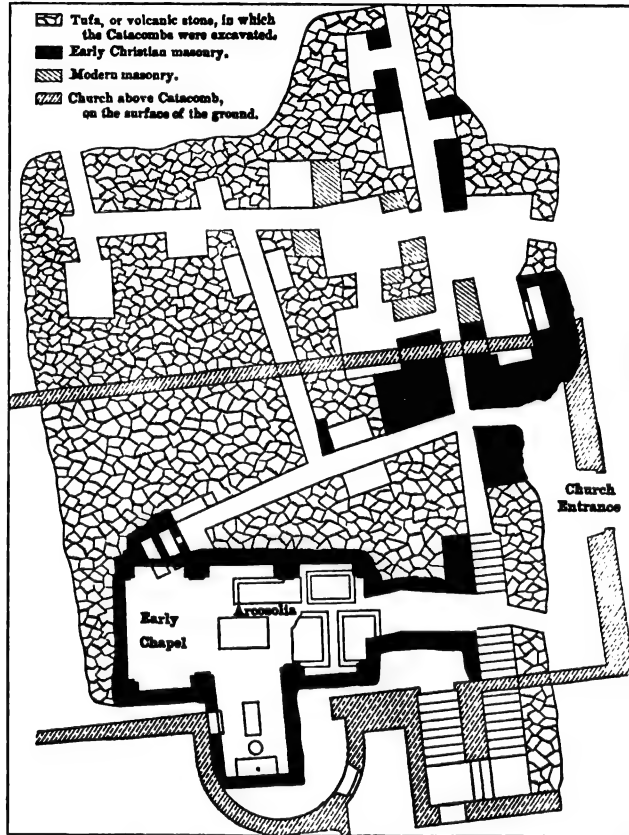 Tufa, or volcanic stone, in which
the Catacombs were excavated.
Early Christian masonry.
Modern masonry.
Church above Catacomb,
on the surface of the ground.
Church
Entrance
Arcosolia
Early
Chapel